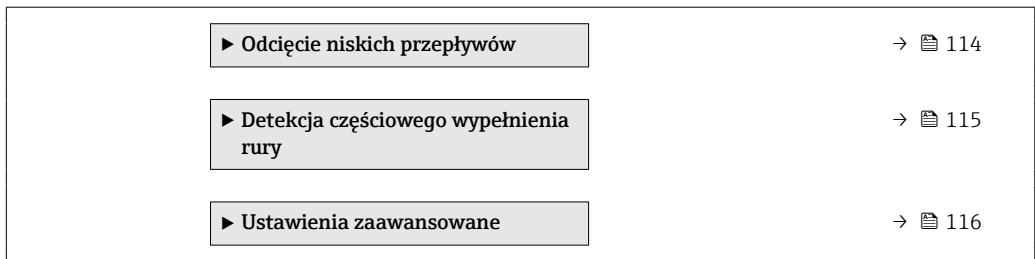 ▶ Odcięcie niskich przepływów → 114
▶ Detekcja częściowego wypełnienia → 115
rury
▶ Ustawienia zaawansowane → 116